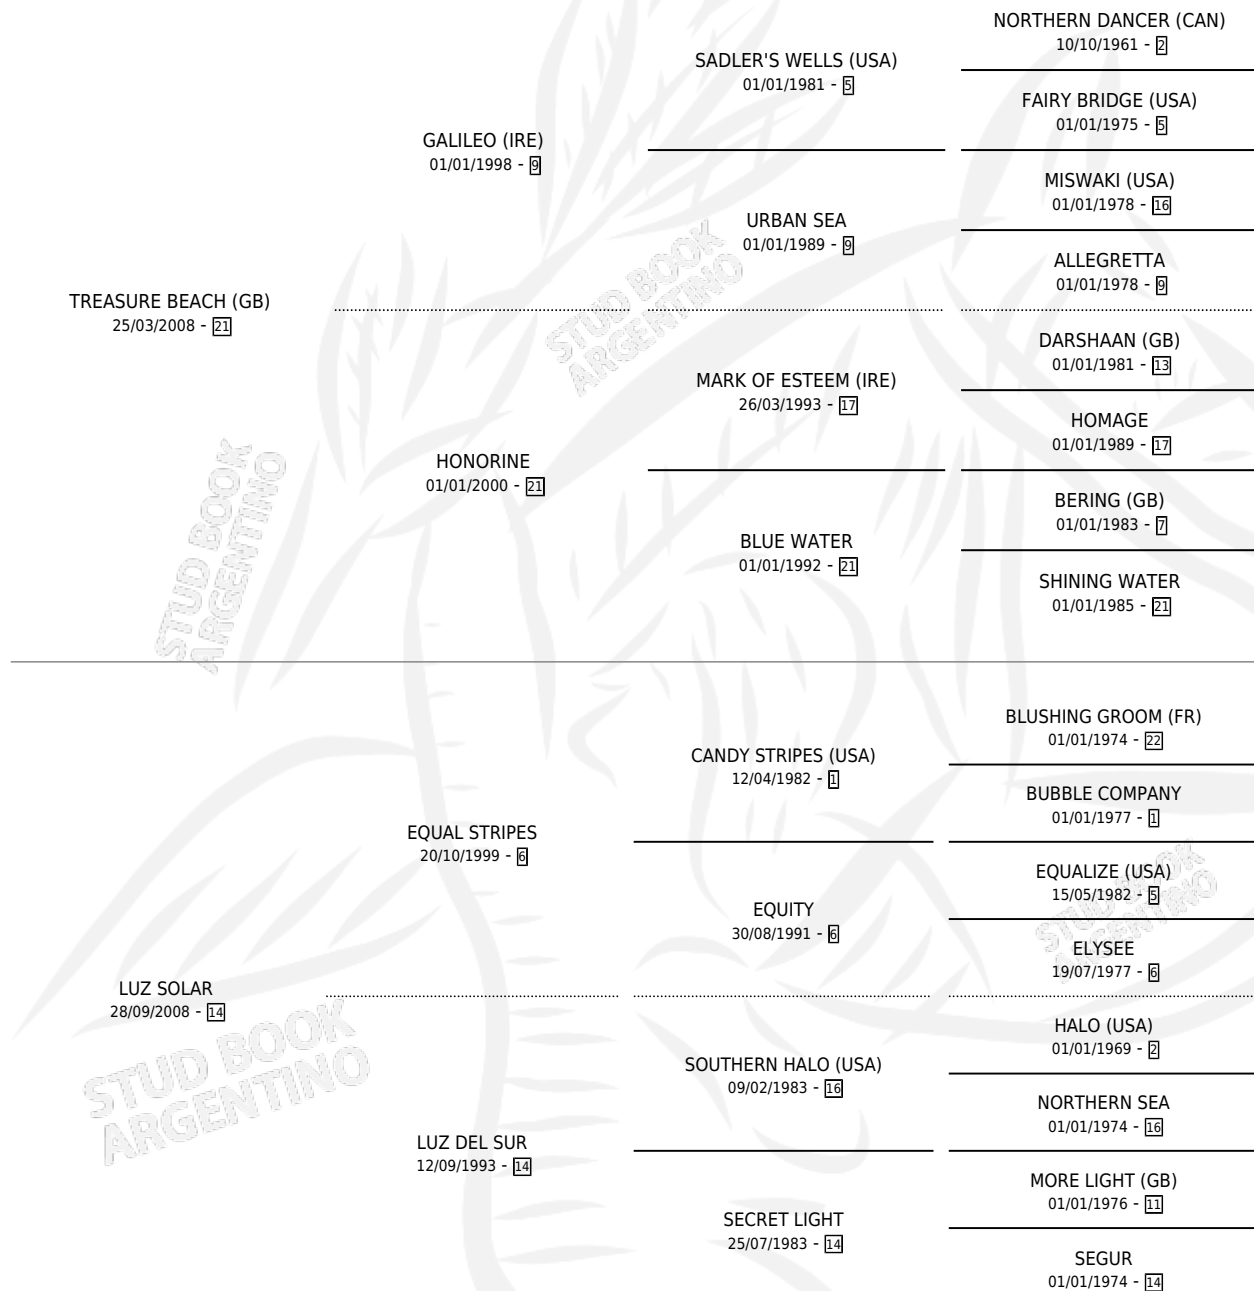 NORTHERN DANCER (CAN)
10/10/1961 - 2
SADLER'S WELLS (USA)
01/01/1981 - 5
FAIRY BRIDGE (USA)
01/01/1975 - 5
GALILEO (IRE)
01/01/1998 - 9
MISWAKI (USA)
01/01/1978 - 16
URBAN SEA
01/01/1989 - 9
ALLEGRETTA
01/01/1978 - 9
TREASURE BEACH (GB)
25/03/2008 - 21
DARSHAAN (GB)
01/01/1981 - 13
MARK OF ESTEEM (IRE)
26/03/1993 - 17
HOMAGE
01/01/1989 - 17
HONORINE
01/01/2000 - 21
BERING (GB)
01/01/1983 - 7
BLUE WATER
01/01/1992 - 21
SHINING WATER
01/01/1985 - 21
STUD BOOK
ARGENTINO
STUD BOOK
ARGENTINO
BLUSHING GROOM (FR)
01/01/1974 - 22
CANDY STRIPES (USA)
12/04/1982 - 1
BUBBLE COMPANY
01/01/1977 - 1
EQUAL STRIPES
20/10/1999 - 6
EQUALIZE (USA)
15/05/1982 - 5
EQUITY
30/08/1991 - 6
ELYSEE
19/07/1977 - 6
STUD BOOK
ARGENTINO
LUZ SOLAR
28/09/2008 - 14
HALO (USA)
01/01/1969 - 2
SOUTHERN HALO (USA)
09/02/1983 - 16
NORTHERN SEA
01/01/1974 - 16
LUZ DEL SUR
12/09/1993 - 14
MORE LIGHT (GB)
01/01/1976 - 11
SECRET LIGHT
25/07/1983 - 14
SEGUR
01/01/1974 - 14
STUD BOOK
ARGENTINO